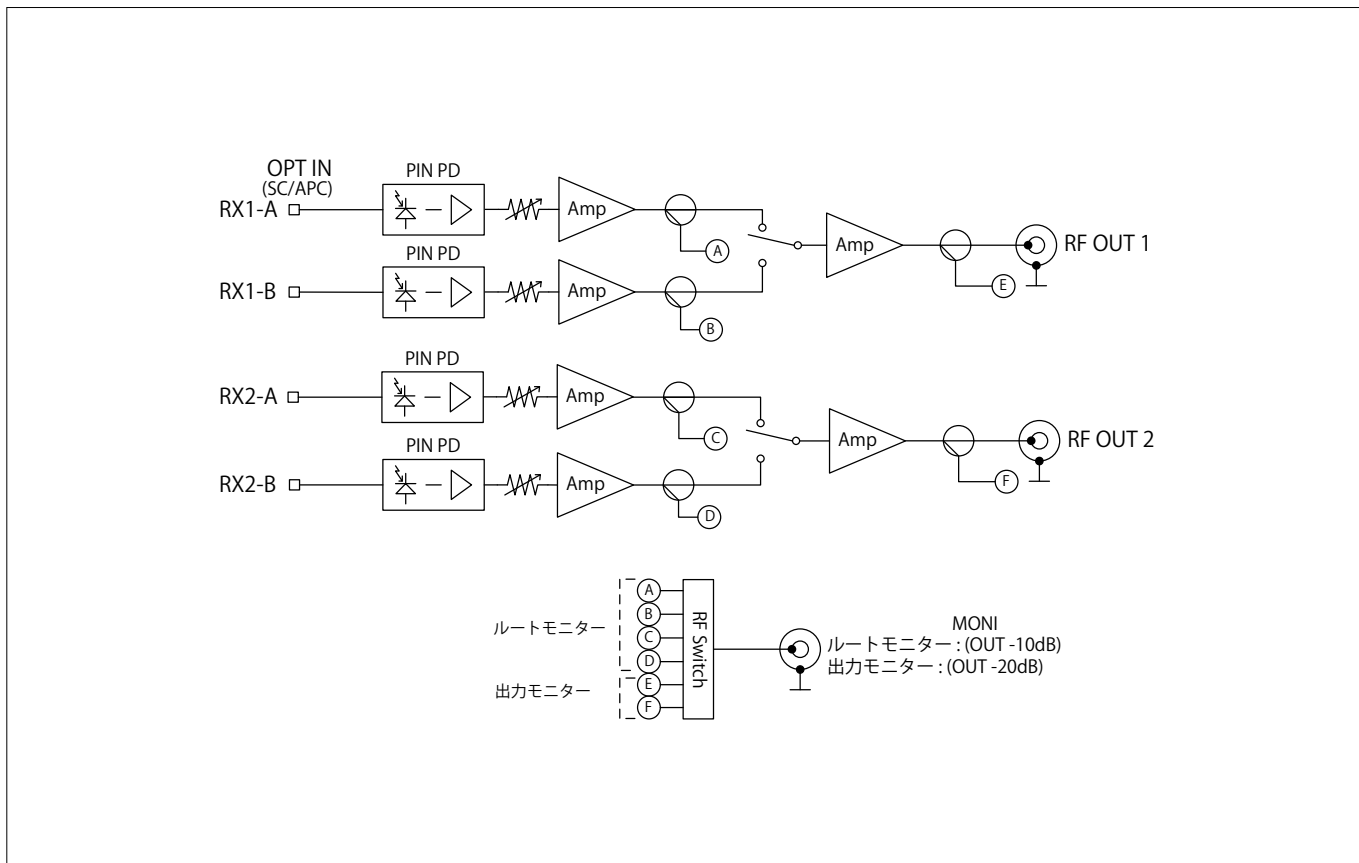 OPT IN
(SC/APC)
PIN PD
RX1-A
Amp
A
Amp
RF OUT 1
E
PIN PD
RX1-B
Amp
B
PIN PD
RX2-A
Amp
C
Amp
RF OUT 2
F
PIN PD
RX2-B
Amp
D
ルートモニター
出力モニター
A
B
C
D
E
F
RF Switch
MONI
ルートモニター : (OUT -10dB)
出力モニター : (OUT -20dB)